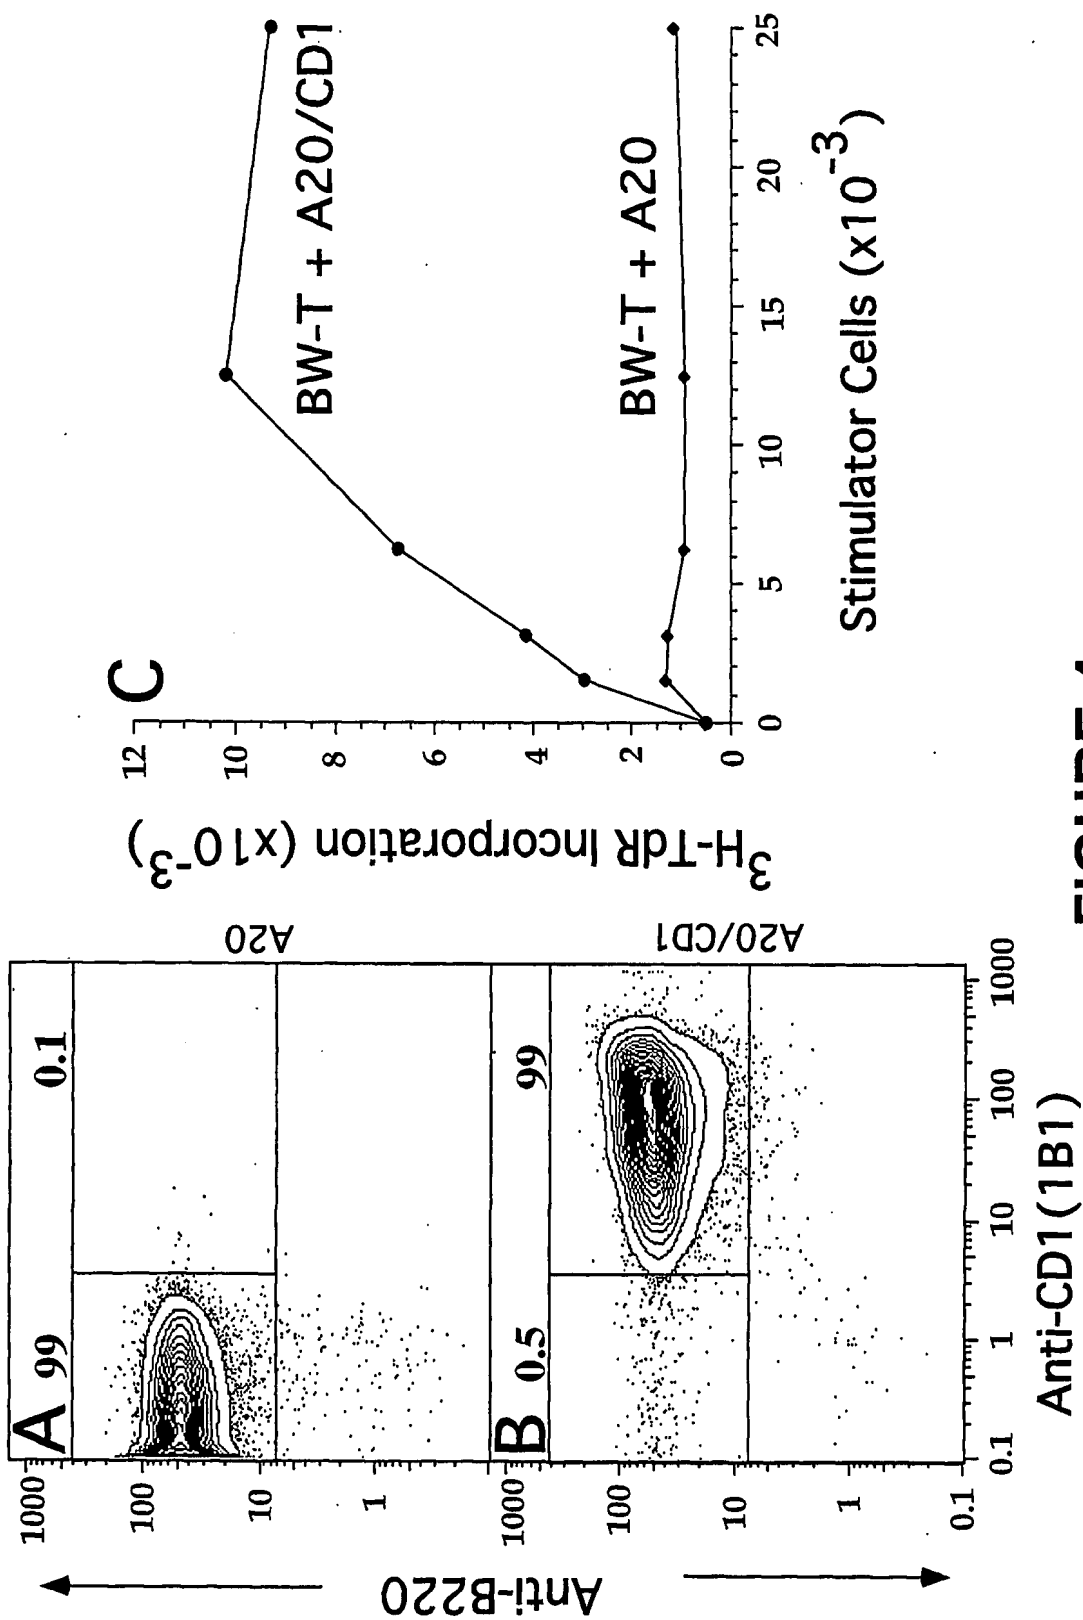 A 99 0.1
1000
100
10
1
A20
B 0.5 99
1000
100
10
1
0.1
A20/CD1
0.1 1 10 100 1000
Anti-B220
Anti-CD1(1B1)
C
12
10
8
6
4
2
0
³H-TdR Incorporation (x10⁻³)
BW-T + A20/CD1
BW-T + A20
0 5 10 15 20 25
Stimulator Cells (x10⁻³)